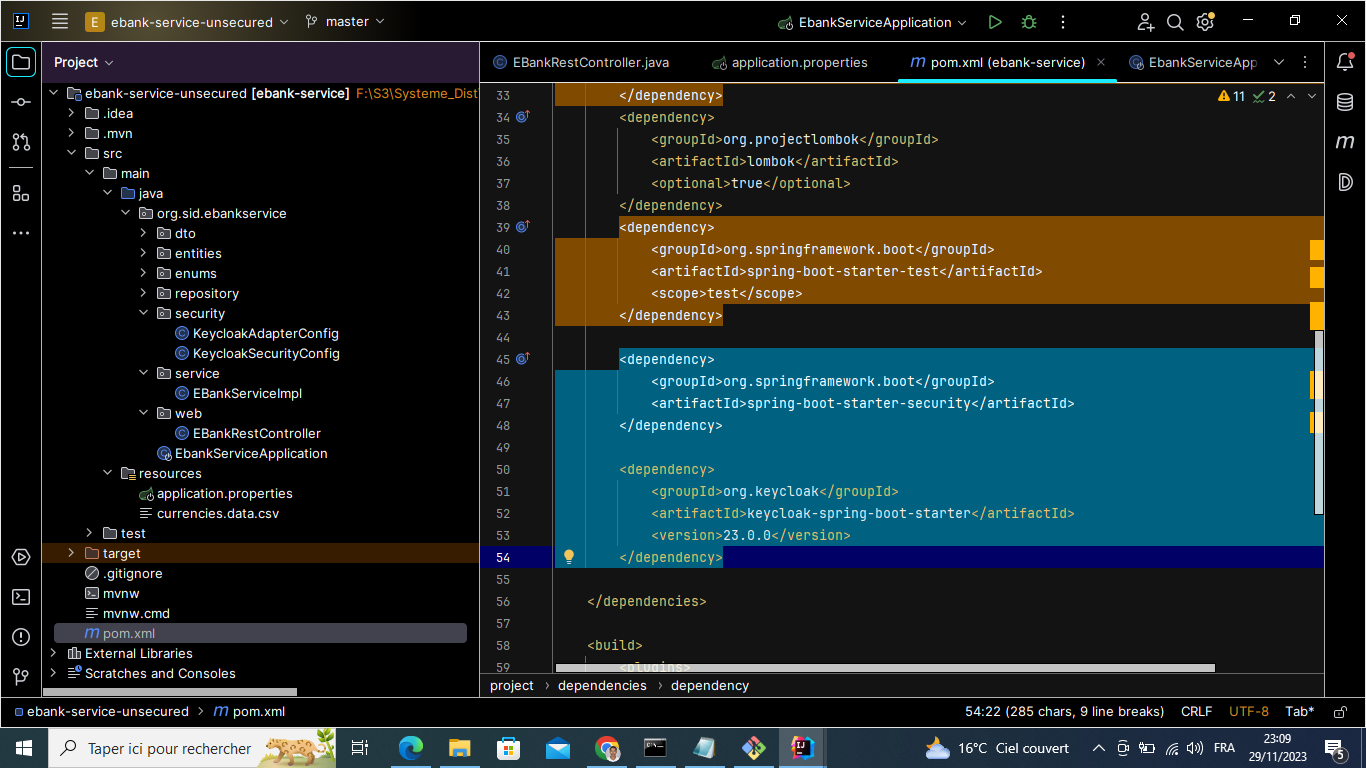 E ebank-service-unsecured master EbankServiceApplication
Project
ebank-service-unsecured [ebank-service] F:\S3\Systeme_Dist
.idea
.mvn
src
main
java
org.sid.ebankservice
dto
entities
enums
repository
security
KeycloakAdapterConfig
KeycloakSecurityConfig
service
EBankServiceImpl
web
EBankRestController
EbankServiceApplication
resources
application.properties
currencies.data.csv
test
target
.gitignore
mvnw
mvnw.cmd
pom.xml
External Libraries
Scratches and Consoles
EBankRestController.java application.properties pom.xml (ebank-service) EbankServiceApp
11 2
33 </dependency>
34 <dependency>
35 <groupId>org.projectlombok</groupId>
36 <artifactId>lombok</artifactId>
37 <optional>true</optional>
38 </dependency>
39 <dependency>
40 <groupId>org.springframework.boot</groupId>
41 <artifactId>spring-boot-starter-test</artifactId>
42 <scope>test</scope>
43 </dependency>
44
45 <dependency>
46 <groupId>org.springframework.boot</groupId>
47 <artifactId>spring-boot-starter-security</artifactId>
48 </dependency>
49
50 <dependency>
51 <groupId>org.keycloak</groupId>
52 <artifactId>keycloak-spring-boot-starter</artifactId>
53 <version>23.0.0</version>
54 </dependency>
55
56 </dependencies>
57
58 <build>
59 <plugins>
project > dependencies > dependency
ebank-service-unsecured > pom.xml 54:22 (285 chars, 9 line breaks) CRLF UTF-8 Tab*
Taper ici pour rechercher 16°C Ciel couvert FRA 23:09
29/11/2023 5